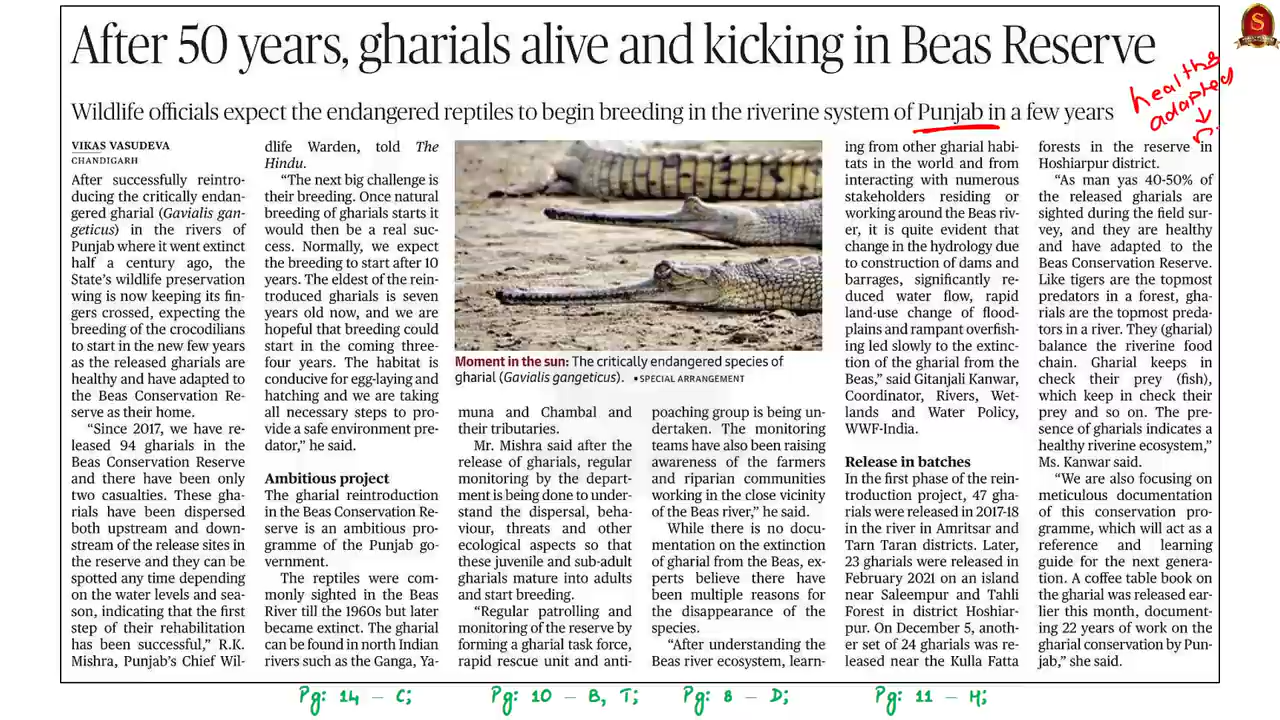 After 50 years, gharials alive and kicking in Beas Reserve
Wildlife officials expect the endangered reptiles to begin breeding in the riverine system of Punjab in a few years
healthe
adapted
VIKAS VASUDEVA
CHANDIGARH
After successfully reintro-
ducing the critically endan-
gered gharial (Gavialis gan-
geticus) in the rivers of
Punjab where it went extinct
half a century ago, the
State's wildlife preservation
wing is now keeping its fin-
gers crossed, expecting the
breeding of the crocodilians
to start in the new few years
as the released gharials are
healthy and have adapted to
the Beas Conservation Re-
serve as their home.
"Since 2017, we have re-
leased 94 gharials in the
Beas Conservation Reserve
and there have been only
two casualties. These gha-
rials have been dispersed
both upstream and down-
stream of the release sites in
the reserve and they can be
spotted any time depending
on the water levels and sea-
son, indicating that the first
step of their rehabilitation
has been successful," R.K.
Mishra, Punjab's Chief Wil-
dlife Warden, told The
Hindu.
"The next big challenge is
their breeding. Once natural
breeding of gharials starts it
would then be a real suc-
cess. Normally, we expect
the breeding to start after 10
years. The eldest of the rein-
troduced gharials is seven
years old now, and we are
hopeful that breeding could
start in the coming three-
four years. The habitat is
conducive for egg-laying and
hatching and we are taking
all necessary steps to pro-
vide a safe environment pre-
dator," he said.
Ambitious project
The gharial reintroduction
in the Beas Conservation Re-
serve is an ambitious pro-
gramme of the Punjab go-
vernment.
The reptiles were com-
monly sighted in the Beas
River till the 1960s but later
became extinct. The gharial
can be found in north Indian
rivers such as the Ganga, Ya-
Moment in the sun: The critically endangered species of
gharial (Gavialis gangeticus). ● SPECIAL ARRANGEMENT
muna and Chambal and
their tributaries.
Mr. Mishra said after the
release of gharials, regular
monitoring by the depart-
ment is being done to under-
stand the dispersal, beha-
viour, threats and other
ecological aspects so that
these juvenile and sub-adult
gharials mature into adults
and start breeding.
"Regular patrolling and
monitoring of the reserve by
forming a gharial task force,
rapid rescue unit and anti-
poaching group is being un-
dertaken. The monitoring
teams have also been raising
awareness of the farmers
and riparian communities
working in the close vicinity
of the Beas river," he said.
While there is no docu-
mentation on the extinction
of gharial from the Beas, ex-
perts believe there have
been multiple reasons for
the disappearance of the
species.
"After understanding the
Beas river ecosystem, learn-
ing from other gharial habi-
tats in the world and from
interacting with numerous
stakeholders residing or
working around the Beas riv-
er, it is quite evident that
change in the hydrology due
to construction of dams and
barrages, significantly re-
duced water flow, rapid
land-use change of flood-
plains and rampant overfish-
ing led slowly to the extinc-
tion of the gharial from the
Beas," said Gitanjali Kanwar,
Coordinator, Rivers, Wet-
lands and Water Policy,
WWF-India.
Release in batches
In the first phase of the rein-
troduction project, 47 gha-
rials were released in 2017-18
in the river in Amritsar and
Tarn Taran districts. Later,
23 gharials were released in
February 2021 on an island
near Saleempur and Tahli
Forest in district Hoshiar-
pur. On December 5, anoth-
er set of 24 gharials was re-
leased near the Kulla Fatta
forests in the reserve in
Hoshiarpur district.
"As man yas 40-50% of
the released gharials are
sighted during the field sur-
vey, and they are healthy
and have adapted to the
Beas Conservation Reserve.
Like tigers are the topmost
predators in a forest, gha-
rials are the topmost preda-
tors in a river. They (gharial)
balance the riverine food
chain. Gharial keeps in
check their prey (fish),
which keep in check their
prey and so on. The pre-
sence of gharials indicates a
healthy riverine ecosystem,"
Ms. Kanwar said.
"We are also focusing on
meticulous documentation
of this conservation pro-
gramme, which will act as a
reference and learning
guide for the next genera-
tion. A coffee table book on
the gharial was released ear-
lier this month, document-
ing 22 years of work on the
gharial conservation by Pun-
jab," she said.
Pg: 14 – C; Pg: 10 – B, T; Pg: 8 – D; Pg: 11 – H;